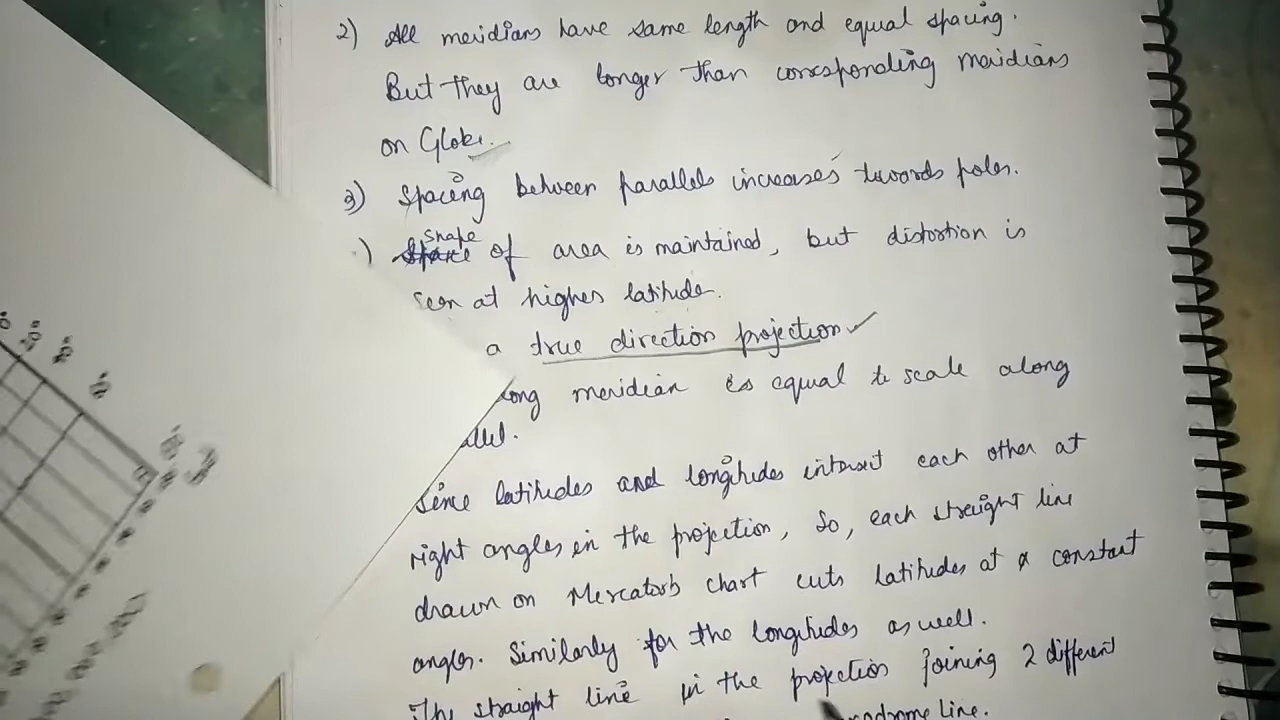 2) All meridians have same length and equal spacing.
But they are longer than corresponding meridians
on Globe.
3) Spacing between parallels increases towards poles.
) shape of area is maintained, but distortion is
seen at higher latitude.
a true direction projection
long meridian is equal to scale along
allel.
Since latitudes and longitudes intersect each other at
right angles in the projection, So, each straight line
drawn on Mercator's chart cuts latitudes at a constant
angles. Similarly for the longitudes as well.
The straight line in the projection joining 2 different
line.